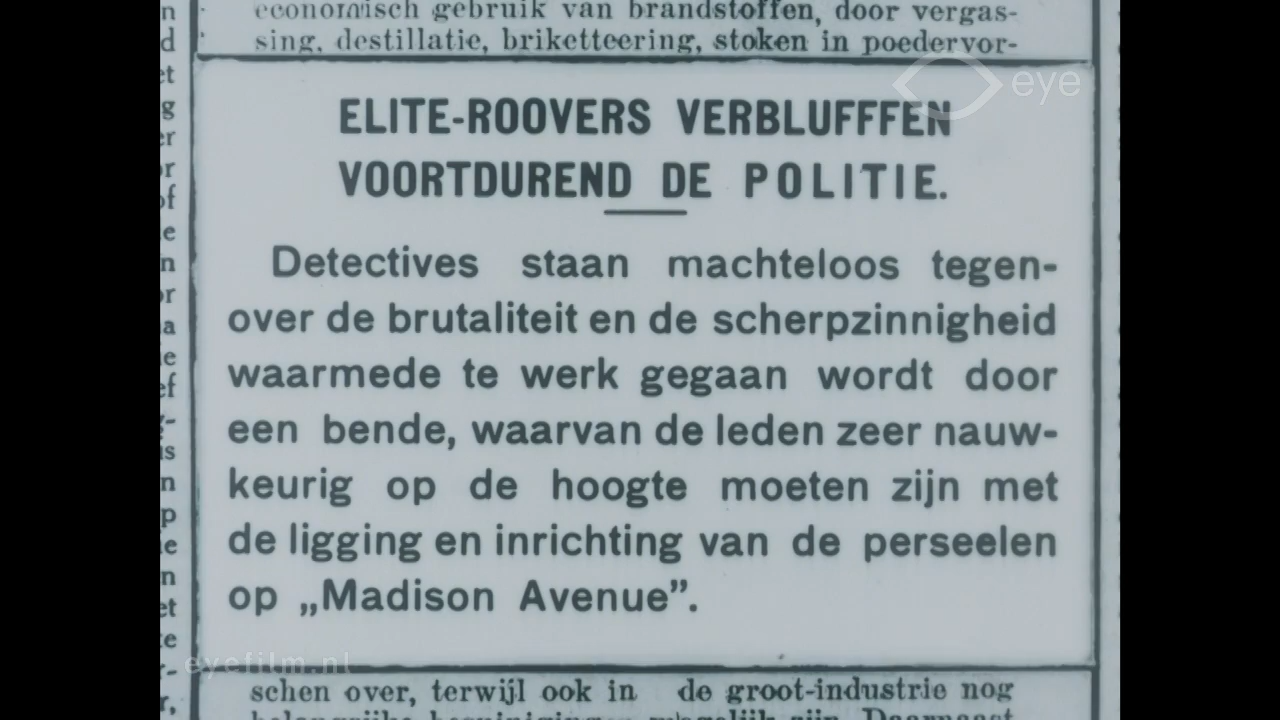 economisch gebruik van brandstoffen, door vergas-
sing, destillatie, briketteering, stoken in poedervor-
eye
ELITE-ROOVERS VERBLUFFFEN
VOORTDUREND DE POLITIE.
Detectives staan machteloos tegen-
over de brutaliteit en de scherpzinnigheid
waarmede te werk gegaan wordt door
een bende, waarvan de leden zeer nauw-
keurig op de hoogte moeten zijn met
de ligging en inrichting van de perseelen
op „Madison Avenue”.
eyefilm.nl
schen over, terwijl ook in de groot-industrie nog